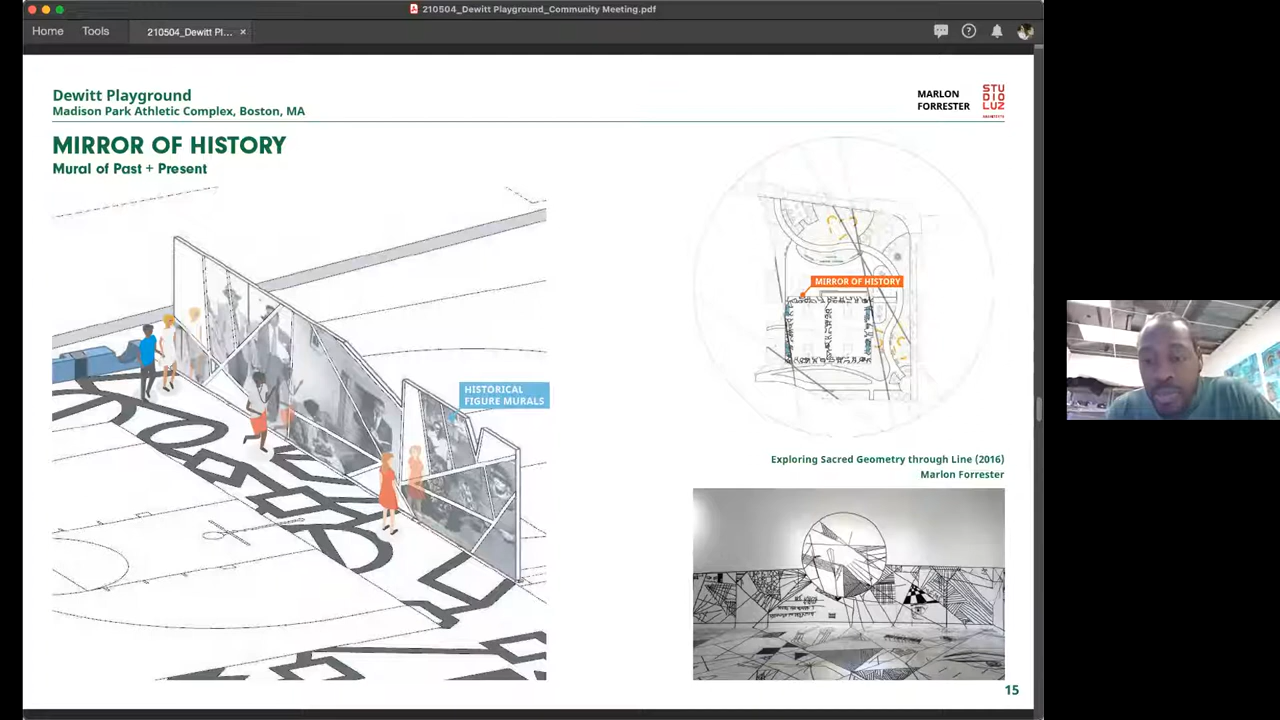 210504_Dewitt Playground_Community Meeting.pdf
Home
Tools
210504_Dewitt Pl...
Dewitt Playground
Madison Park Athletic Complex, Boston, MA
MARLON
FORRESTER
STU
DIO
LUZ
ARCHITECTS
MIRROR OF HISTORY
Mural of Past + Present
MIRROR OF HISTORY
HISTORICAL
FIGURE MURALS
Exploring Sacred Geometry through Line (2016)
Marlon Forrester
15